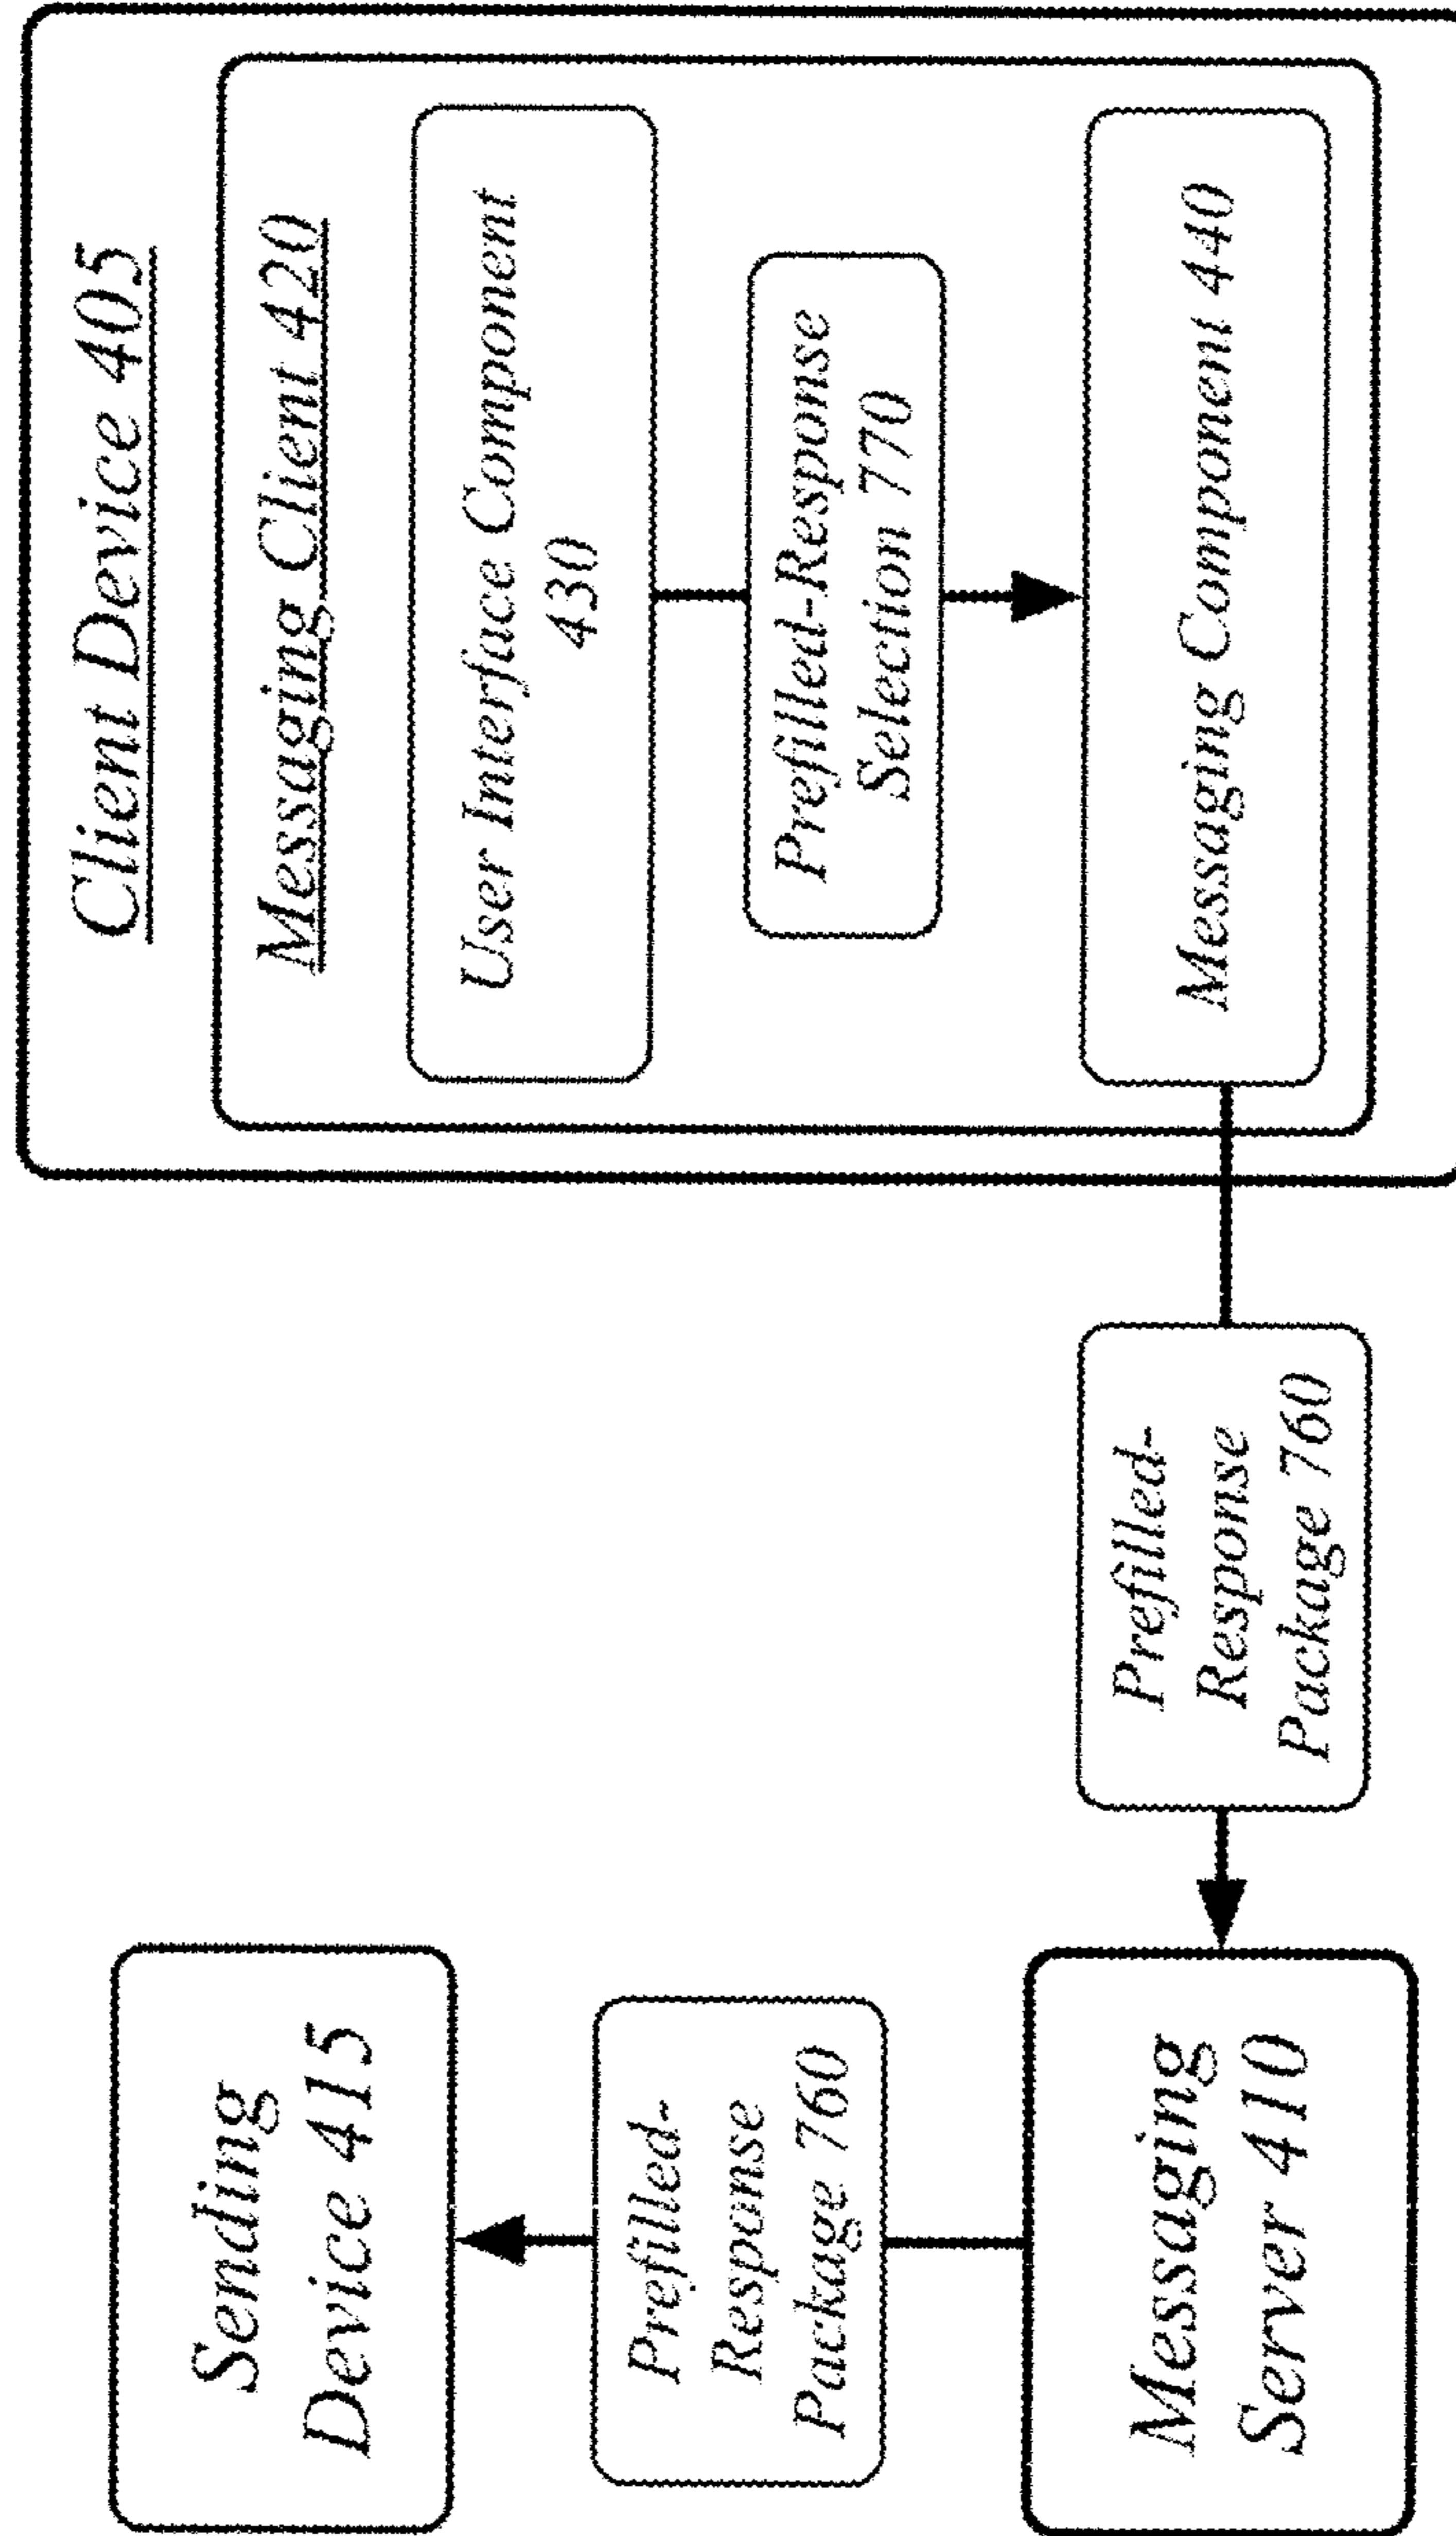 Sending
Device 415
Prefilled-
Response
Package 760
Messaging
Server 410
Prefilled-
Response
Package 760
Client Device 405
Messaging Client 420
User Interface Component
430
Prefilled-Response
Selection 770
Messaging Component 440